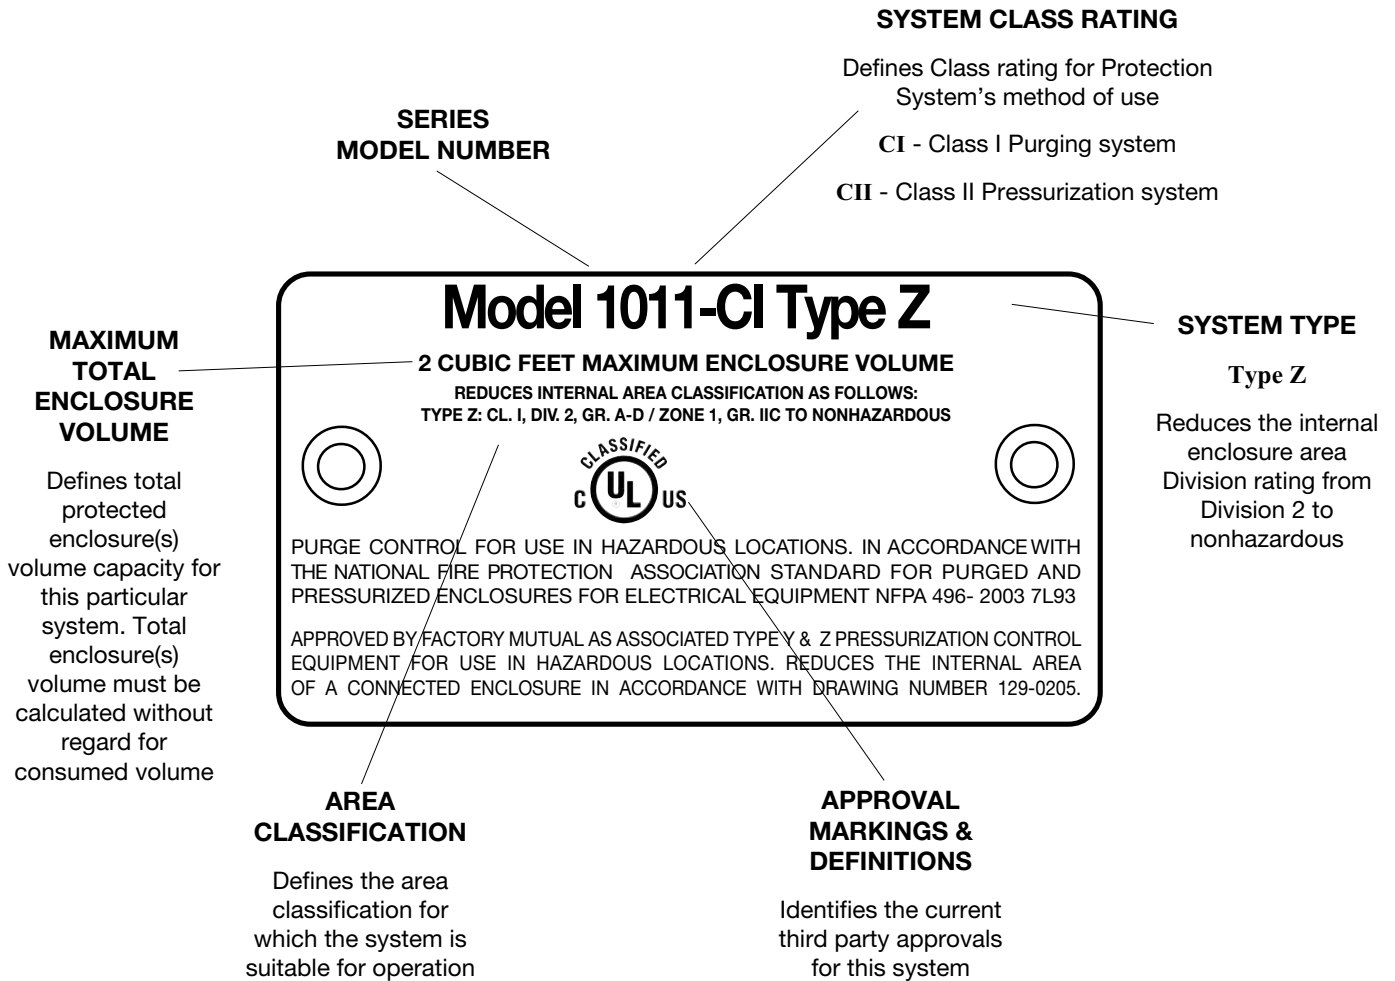 SYSTEM CLASS RATING
Defines Class rating for Protection
System's method of use
CI - Class I Purging system
CII - Class II Pressurization system
SERIES
MODEL NUMBER
Model 1011-CI Type Z
2 CUBIC FEET MAXIMUM ENCLOSURE VOLUME
REDUCES INTERNAL AREA CLASSIFICATION AS FOLLOWS:
TYPE Z: CL. I, DIV. 2, GR. A-D / ZONE 1, GR. IIC TO NONHAZARDOUS
CLASSIFIED
C UL US
PURGE CONTROL FOR USE IN HAZARDOUS LOCATIONS. IN ACCORDANCE WITH
THE NATIONAL FIRE PROTECTION ASSOCIATION STANDARD FOR PURGED AND
PRESSURIZED ENCLOSURES FOR ELECTRICAL EQUIPMENT NFPA 496- 2003 7L93
APPROVED BY FACTORY MUTUAL AS ASSOCIATED TYPE Y & Z PRESSURIZATION CONTROL
EQUIPMENT FOR USE IN HAZARDOUS LOCATIONS. REDUCES THE INTERNAL AREA
OF A CONNECTED ENCLOSURE IN ACCORDANCE WITH DRAWING NUMBER 129-0205.
MAXIMUM
TOTAL
ENCLOSURE
VOLUME
Defines total
protected
enclosure(s)
volume capacity for
this particular
system. Total
enclosure(s)
volume must be
calculated without
regard for
consumed volume
SYSTEM TYPE
Type Z
Reduces the internal
enclosure area
Division rating from
Division 2 to
nonhazardous
AREA
CLASSIFICATION
Defines the area
classification for
which the system is
suitable for operation
APPROVAL
MARKINGS &
DEFINITIONS
Identifies the current
third party approvals
for this system